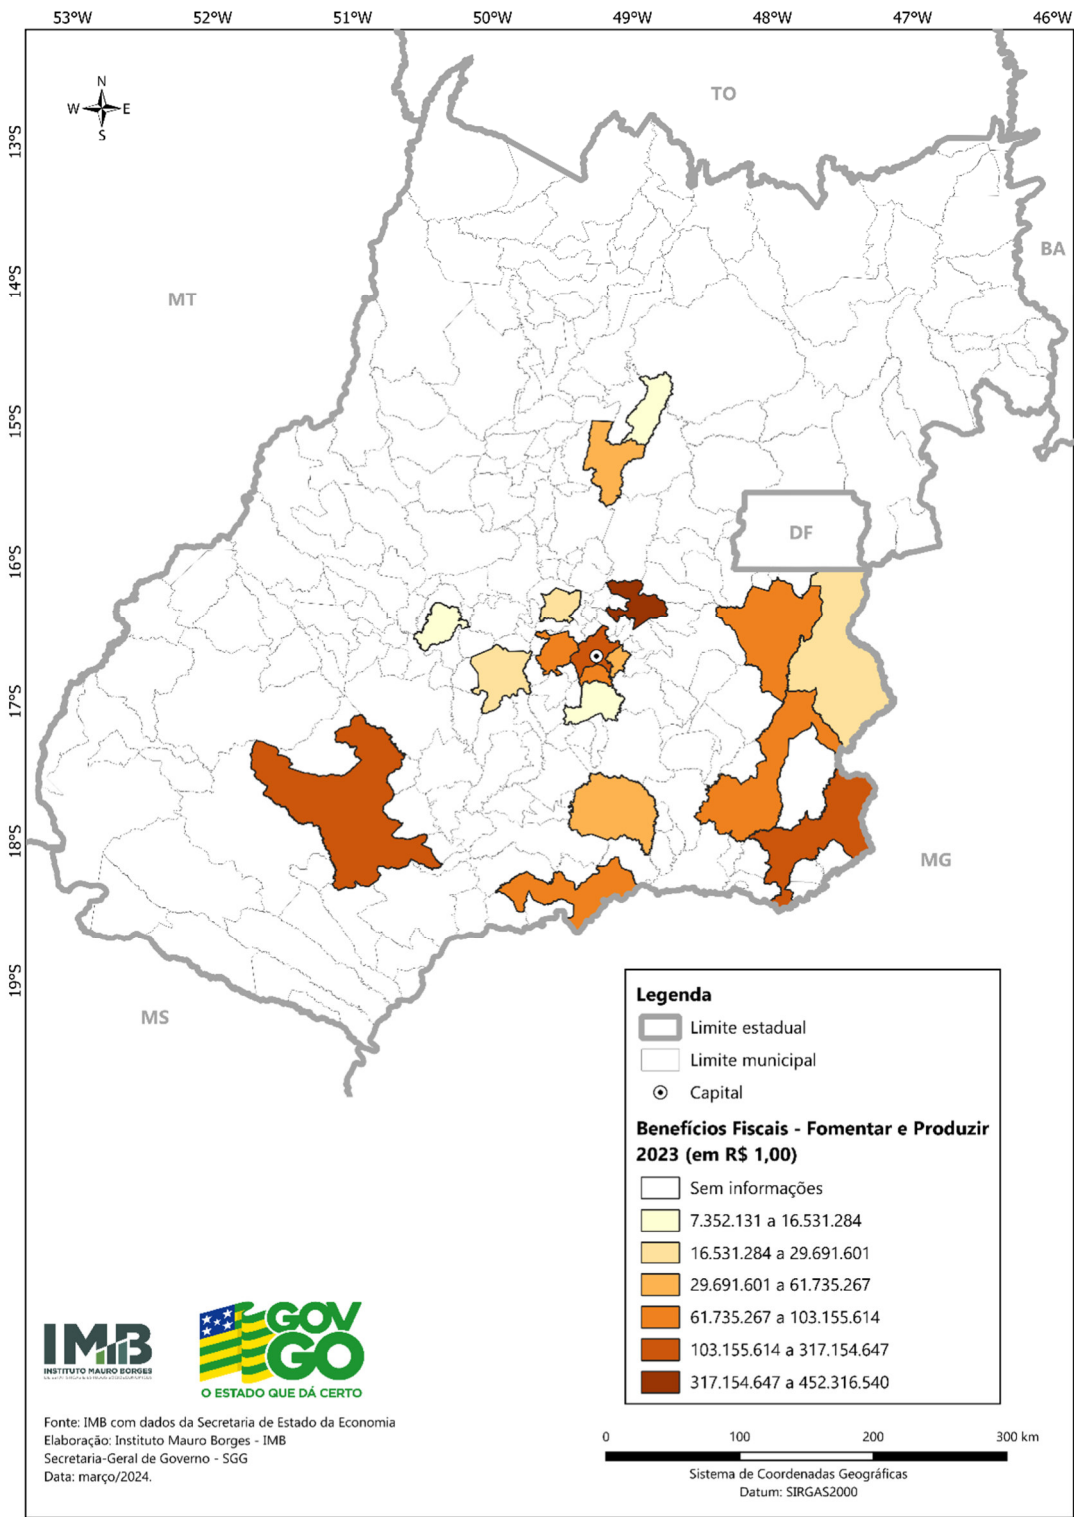 53°W 52°W 51°W 50°W 49°W 48°W 47°W 46°W
N
W E
S
TO
13°S
BA
14°S
MT
15°S
DF
16°S
17°S
18°S
MG
19°S
MS
Legenda
Limite estadual
Limite municipal
Capital
Benefícios Fiscais - Fomentar e Produzir
2023 (em R$ 1,00)
Sem informações
7.352.131 a 16.531.284
16.531.284 a 29.691.601
29.691.601 a 61.735.267
61.735.267 a 103.155.614
103.155.614 a 317.154.647
317.154.647 a 452.316.540
IMB
INSTITUTO MAURO BORGES
GOV
GO
O ESTADO QUE DÁ CERTO
Fonte: IMB com dados da Secretaria de Estado da Economia
Elaboração: Instituto Mauro Borges - IMB
Secretaria-Geral de Governo - SGG
Data: março/2024.
0 100 200 300 km
Sistema de Coordenadas Geográficas
Datum: SIRGAS2000